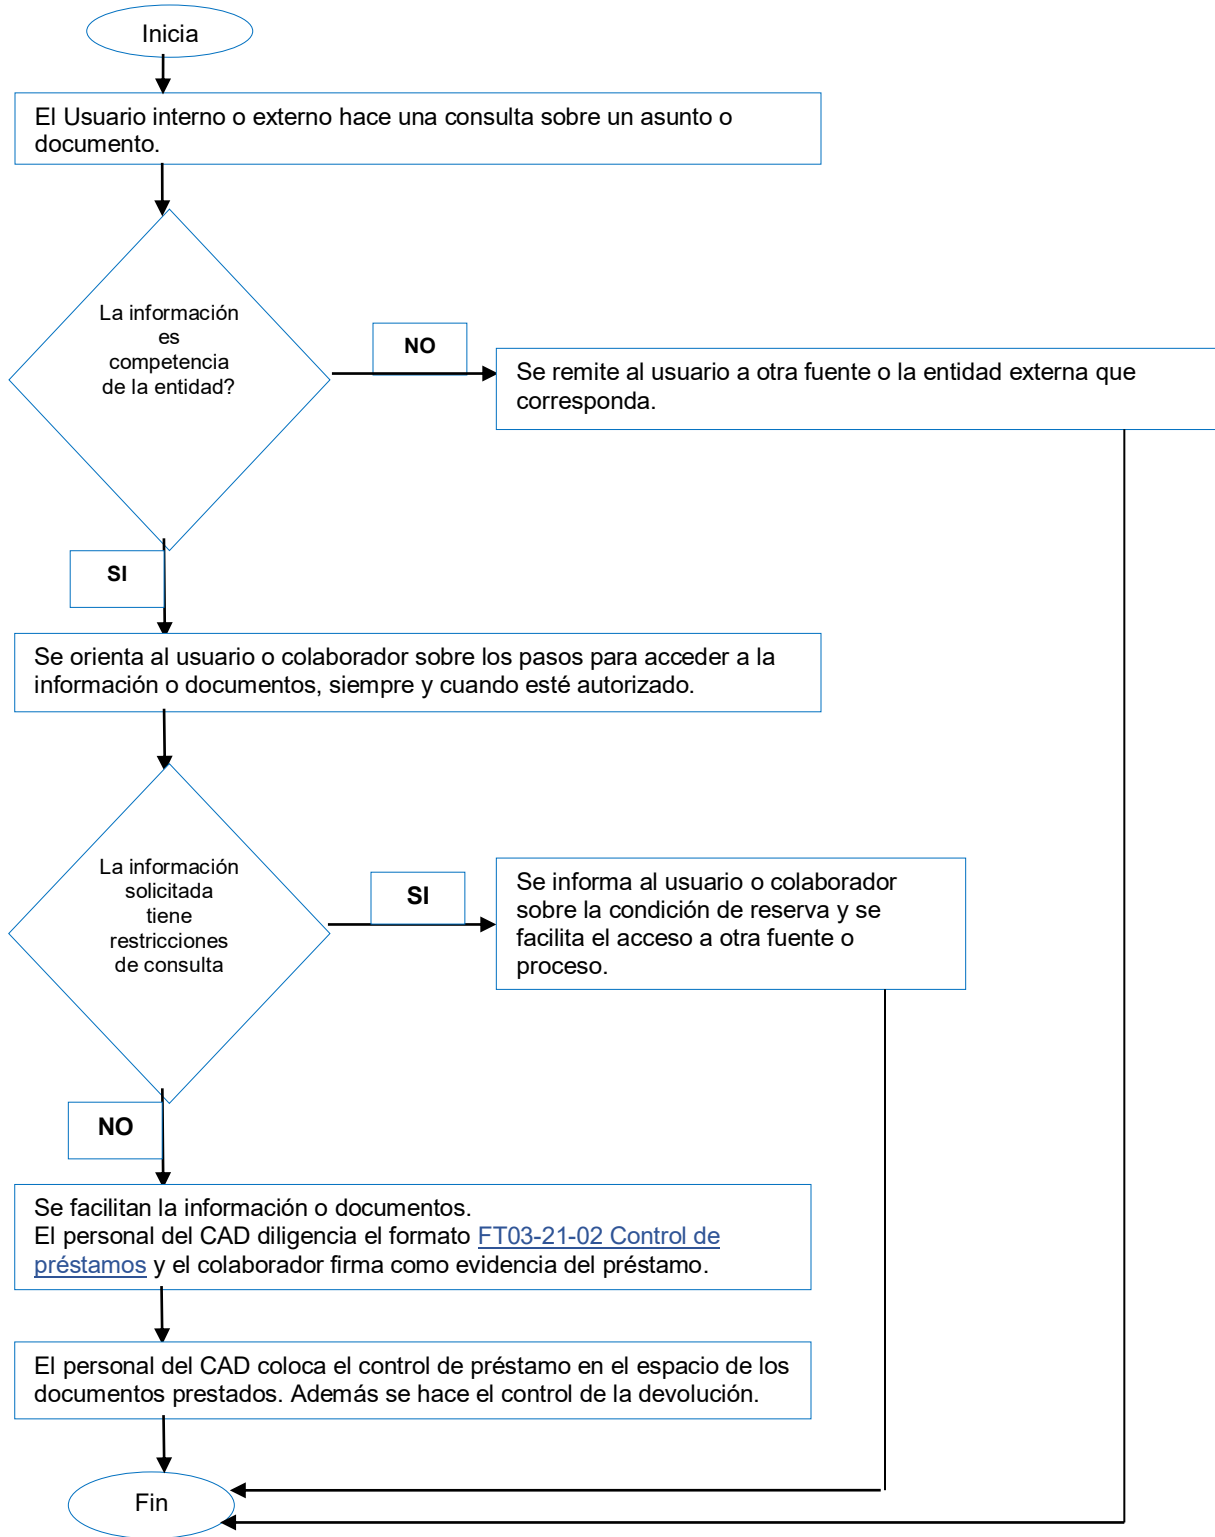 Inicia
El Usuario interno o externo hace una consulta sobre un asunto o
documento.
La información
es
competencia
de la entidad?
NO
Se remite al usuario a otra fuente o la entidad externa que
corresponda.
SI
Se orienta al usuario o colaborador sobre los pasos para acceder a la
información o documentos, siempre y cuando esté autorizado.
La información
solicitada
tiene
restricciones
de consulta
SI
Se informa al usuario o colaborador
sobre la condición de reserva y se
facilita el acceso a otra fuente o
proceso.
NO
Se facilitan la información o documentos.
El personal del CAD diligencia el formato FT03-21-02 Control de
préstamos y el colaborador firma como evidencia del préstamo.
El personal del CAD coloca el control de préstamo en el espacio de los
documentos prestados. Además se hace el control de la devolución.
Fin